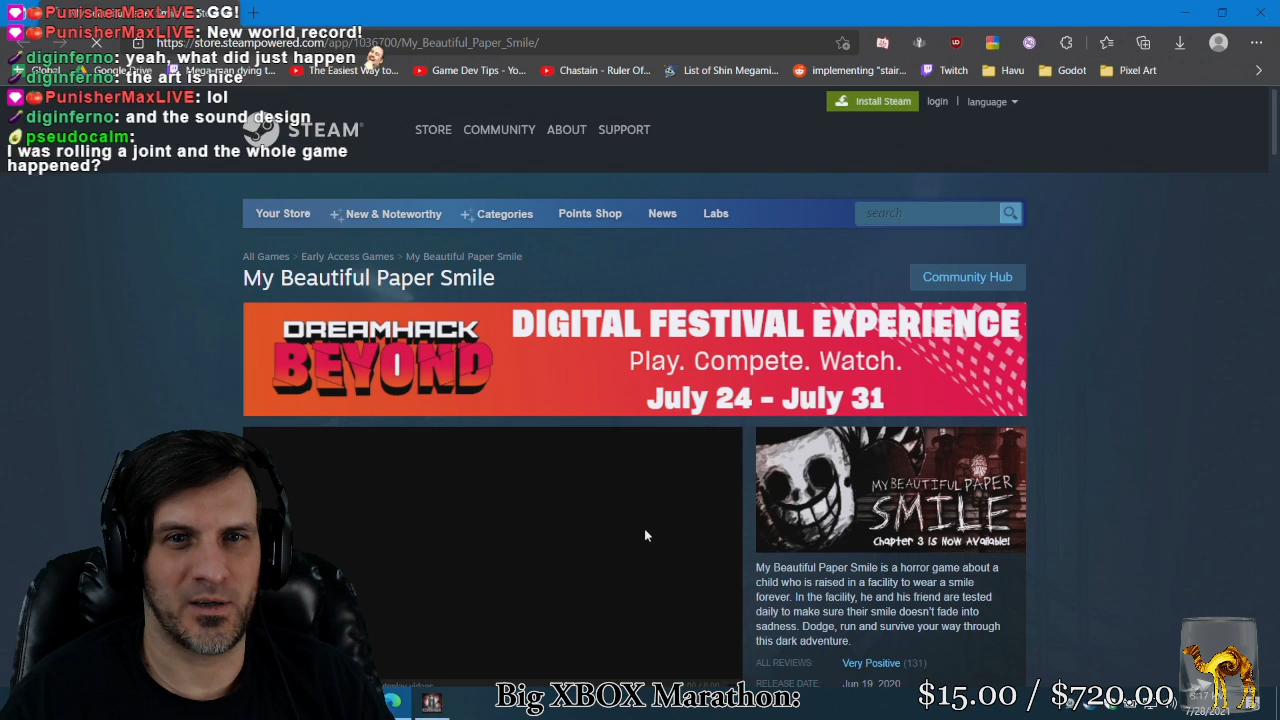 PunisherMaxLIVE: GG!
PunisherMaxLIVE: New world record!
diginferno: yeah, what did just happen
diginferno: the art is nice
PunisherMaxLIVE: lol
diginferno: and the sound design
pseudocalm:
I was rolling a joint and the whole game
happened?
https://store.steampowered.com/app/1036700/My_Beautiful_Paper_Smile/
Global
Google Drive
Mega-man dying t...
The Easiest Way to...
Game Dev Tips - Yo...
Chastain - Ruler Of...
List of Shin Megami...
implementing "stair...
Twitch
Havu
Godot
Pixel Art
Install Steam
login
language
STEAM
STORE
COMMUNITY
ABOUT
SUPPORT
Your Store
New & Noteworthy
Categories
Points Shop
News
Labs
search
All Games > Early Access Games > My Beautiful Paper Smile
My Beautiful Paper Smile
Community Hub
DREAMHACK
BEYOND
DIGITAL FESTIVAL EXPERIENCE
Play. Compete. Watch.
July 24 - July 31
MY BEAUTIFUL PAPER
SMILE
Chapter 3 is Now Available!
My Beautiful Paper Smile is a horror game about a
child who is raised in a facility to wear a smile
forever. In the facility, he and his friend are tested
daily to make sure their smile doesn't fade into
sadness. Dodge, run and survive your way through
this dark adventure.
ALL REVIEWS: Very Positive (131)
RELEASE DATE: Jun 19, 2020
Big XBOX Marathon:
$15.00 / $720.00